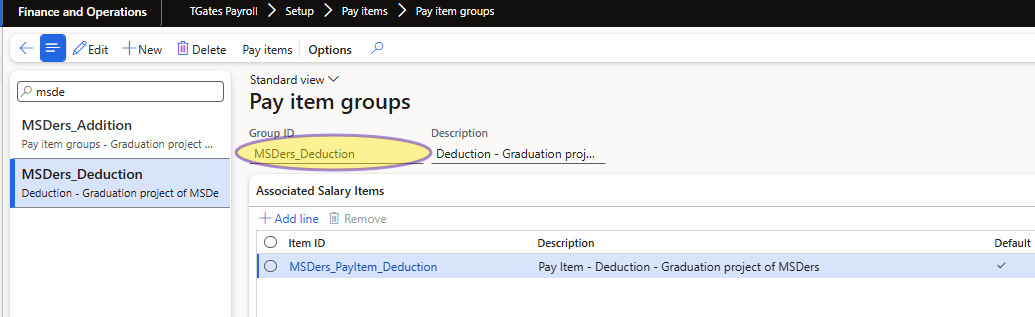 Finance and Operations TGates Payroll Setup Pay items Pay item groups
Edit New Delete Pay items Options
msde
MSDers_Addition
Pay item groups - Graduation project ...
MSDers_Deduction
Deduction - Graduation project of MSDe
Standard view
Pay item groups
Group ID Description
MSDers_Deduction Deduction - Graduation proj...
Associated Salary Items
Add line Remove
Item ID Description Default
MSDers_PayItem_Deduction Pay Item - Deduction - Graduation project of MSDers